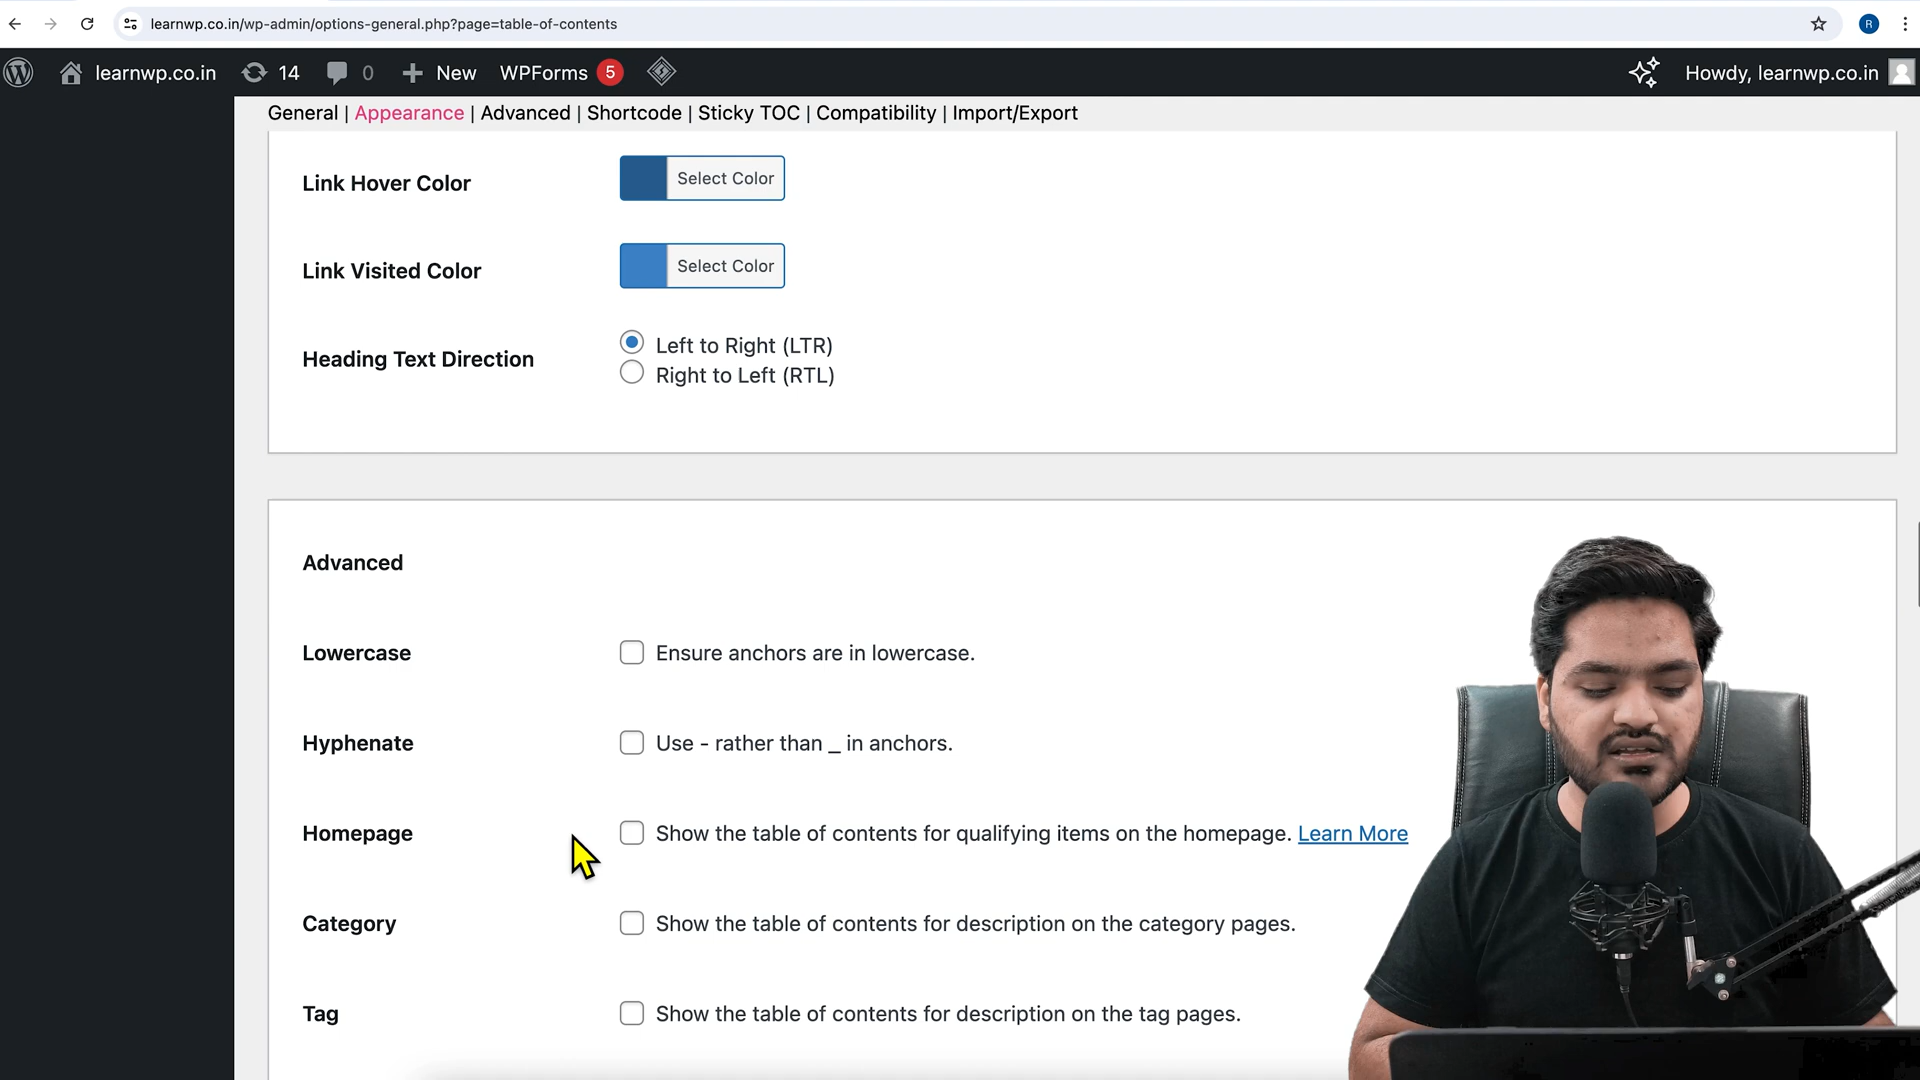 learnwp.co.in/wp-admin/options-general.php?page=table-of-contents
R
learnwp.co.in 14 0 New WPForms 5 Howdy, learnwp.co.in
General | Appearance | Advanced | Shortcode | Sticky TOC | Compatibility | Import/Export
Link Hover Color Select Color
Link Visited Color Select Color
Heading Text Direction
Left to Right (LTR)
Right to Left (RTL)
Advanced
Lowercase Ensure anchors are in lowercase.
Hyphenate Use - rather than _ in anchors.
Homepage Show the table of contents for qualifying items on the homepage. Learn More
Category Show the table of contents for description on the category pages.
Tag Show the table of contents for description on the tag pages.